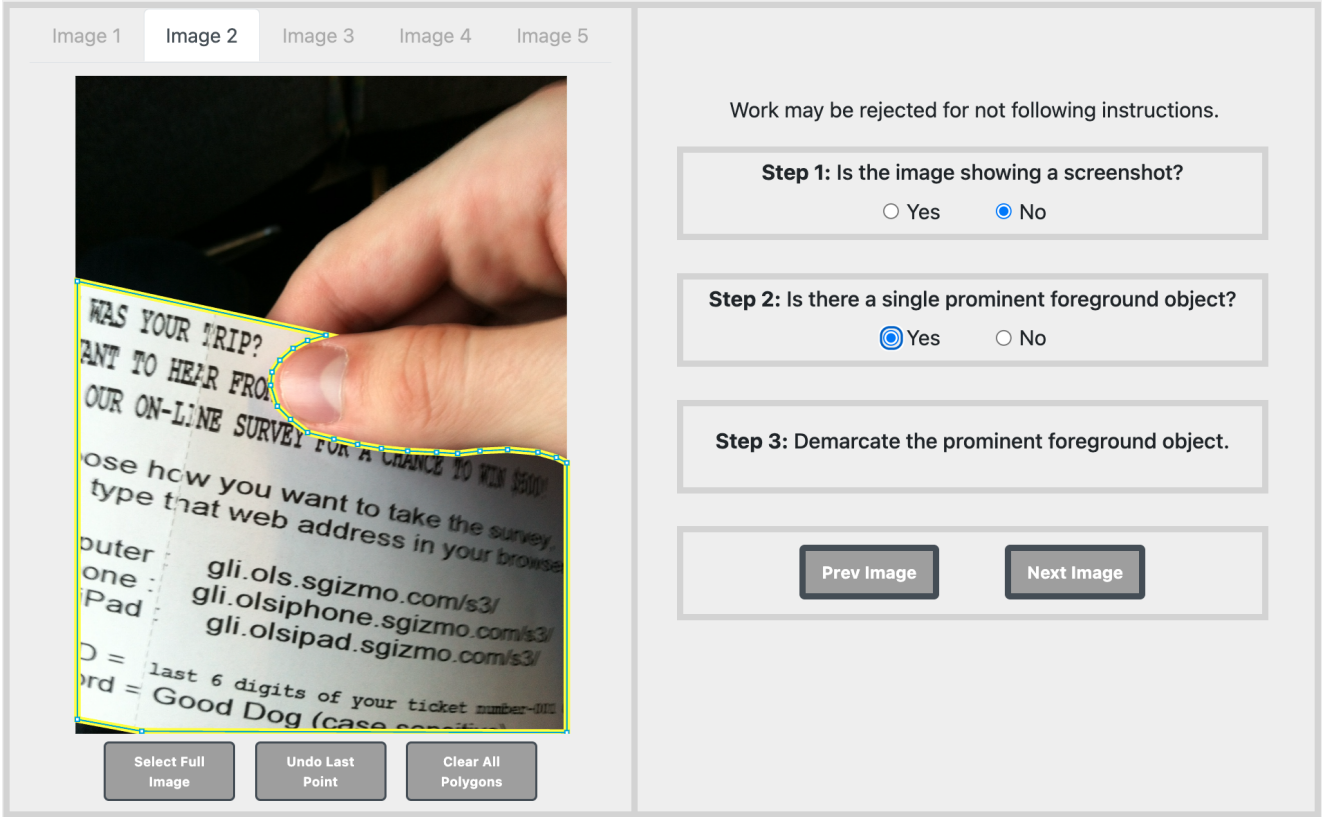 Image 1
Image 2
Image 3
Image 4
Image 5
WAS YOUR TRIP?
ANT TO HEAR FROM
OUR ON-LINE SURVEY FOR A CHANCE TO WIN $500!
ose how you want to take the survey,
type that web address in your browse
puter :
gli.ols.sgizmo.com/s3/
one :
gli.olsiphone.sgizmo.com/s3/
iPad :
gli.olsipad.sgizmo.com/s3/
D = last 6 digits of your ticket number-001
ord = Good Dog (case sensitive)
Select Full Image
Undo Last Point
Clear All Polygons
Work may be rejected for not following instructions.
Step 1: Is the image showing a screenshot?
Yes No
Step 2: Is there a single prominent foreground object?
Yes No
Step 3: Demarcate the prominent foreground object.
Prev Image
Next Image